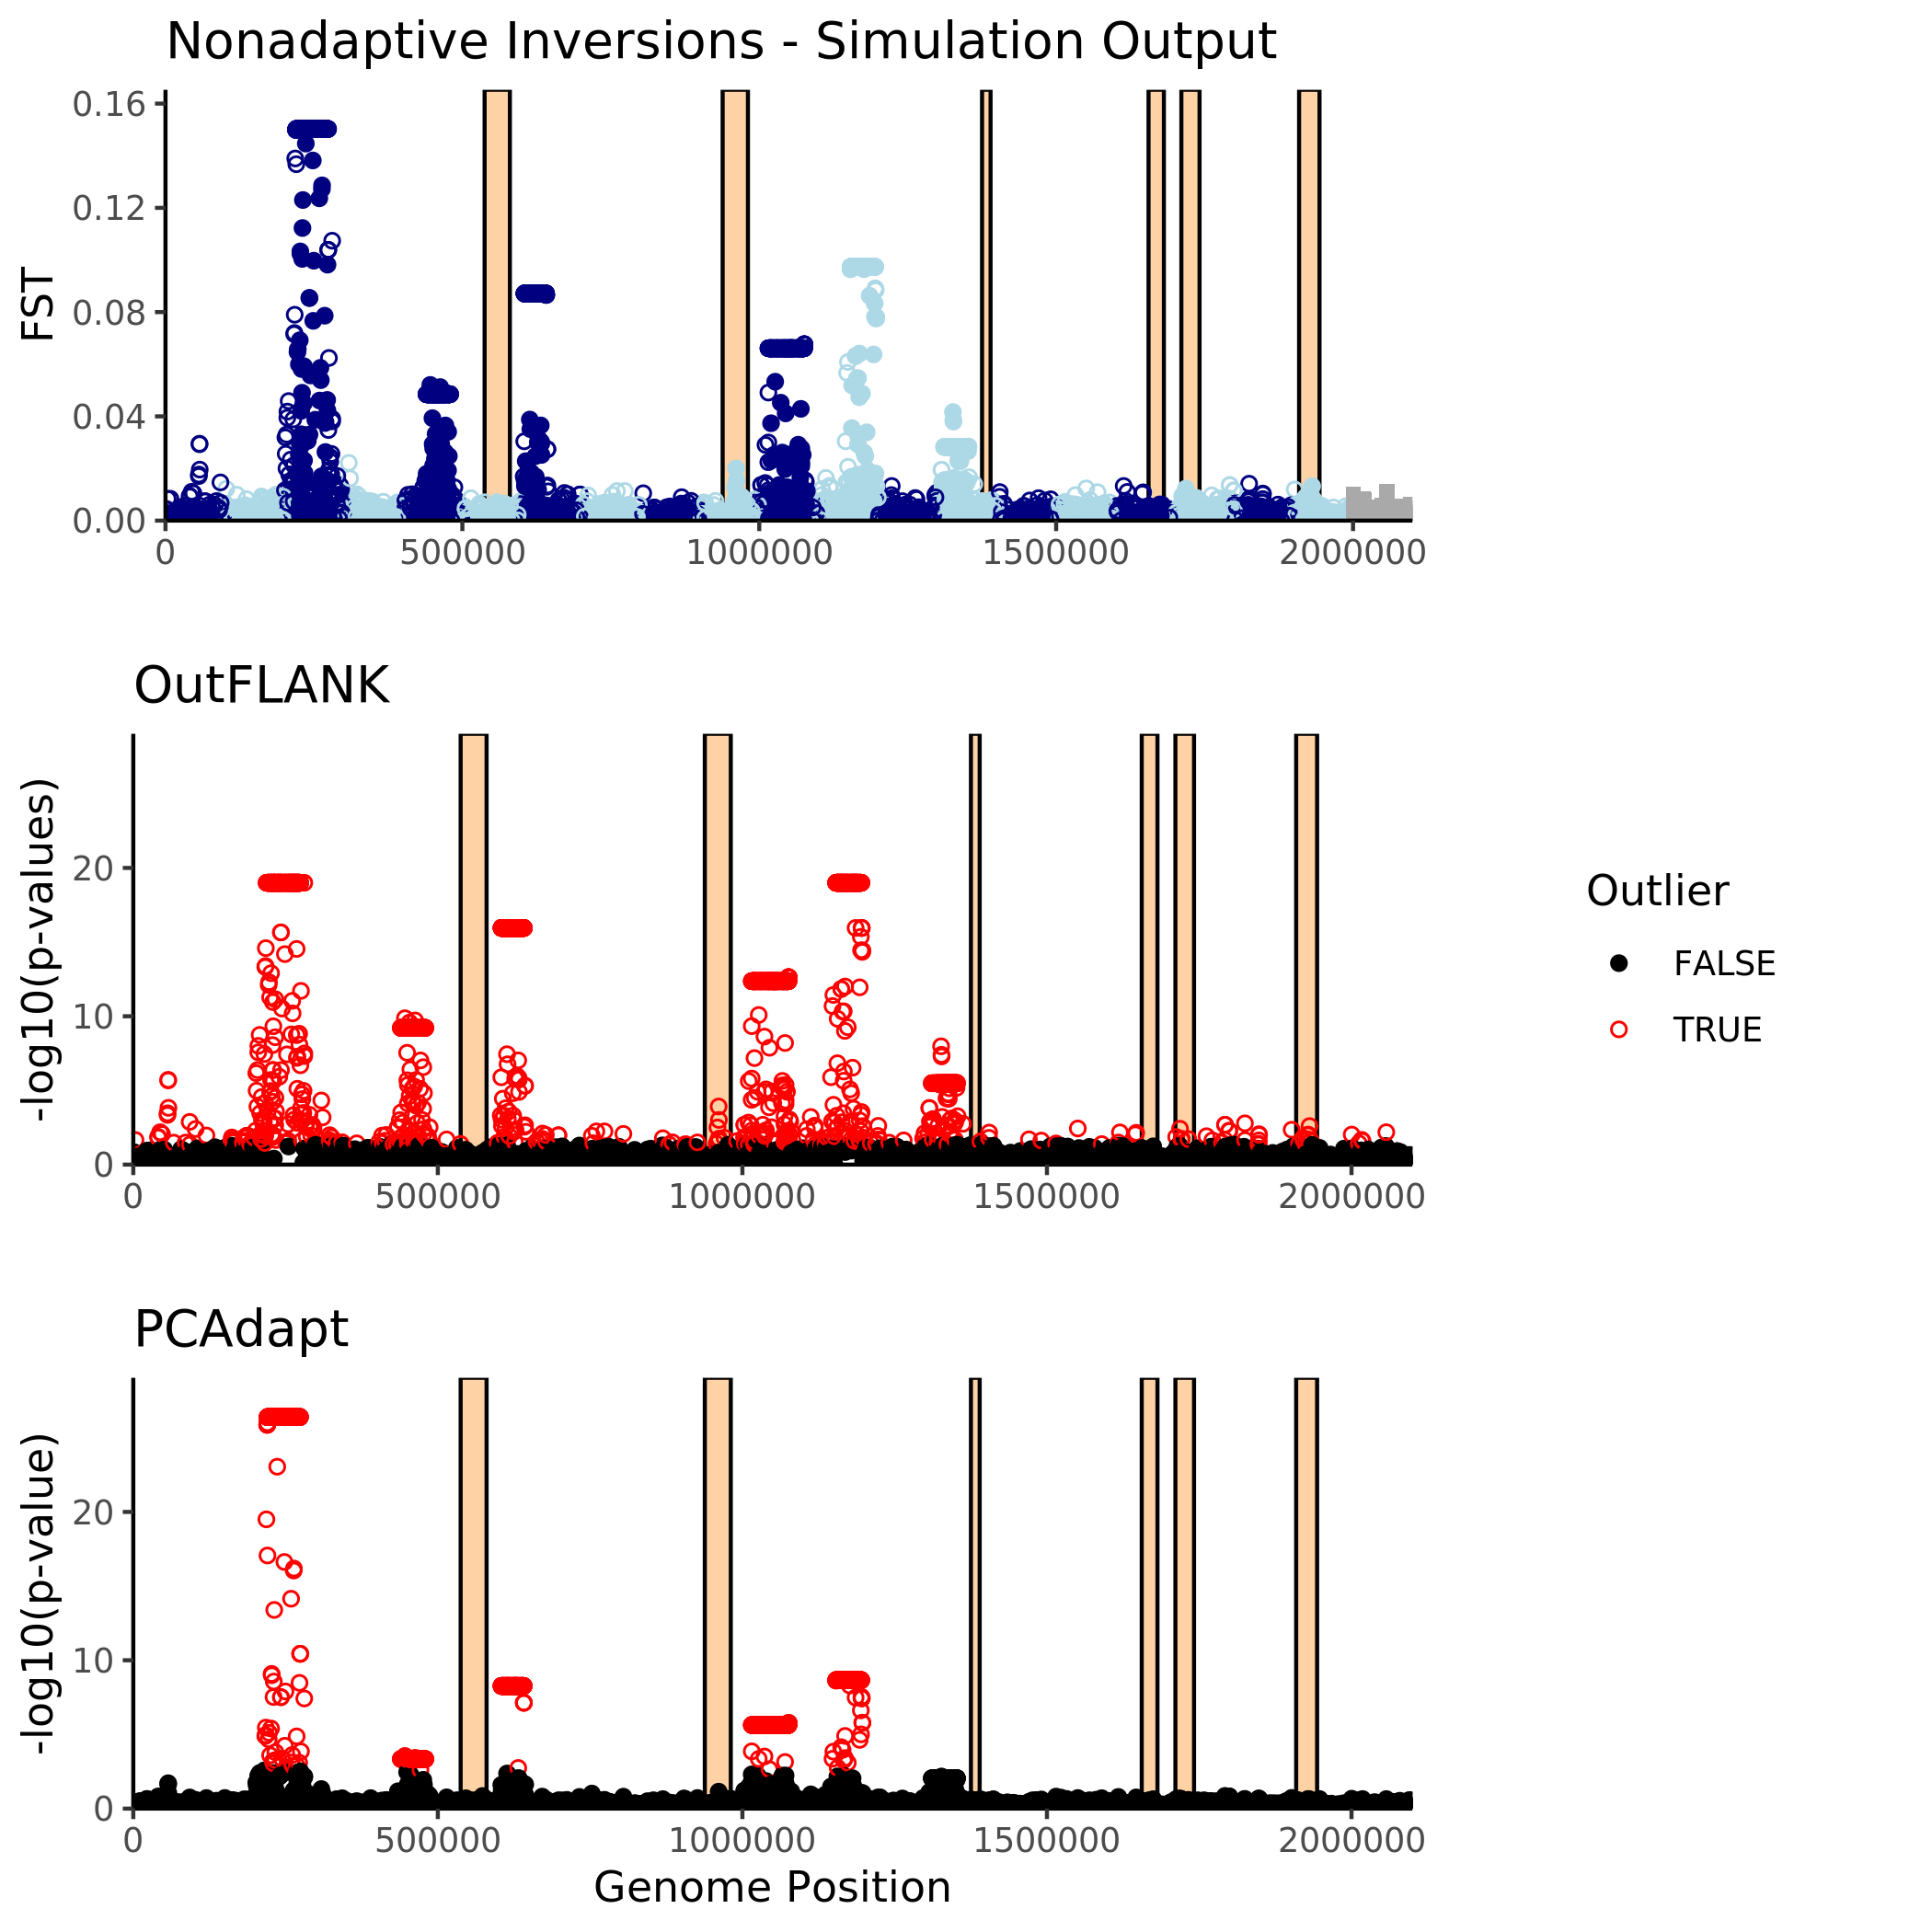 Nonadaptive Inversions - Simulation Output
FST
0.16
0.12
0.08
0.04
0.00
0 500000 1000000 1500000 2000000
OutFLANK
-log10(p-values)
20
10
0
0 500000 1000000 1500000 2000000
Outlier
FALSE
TRUE
PCAdapt
-log10(p-value)
20
10
0
0 500000 1000000 1500000 2000000
Genome Position